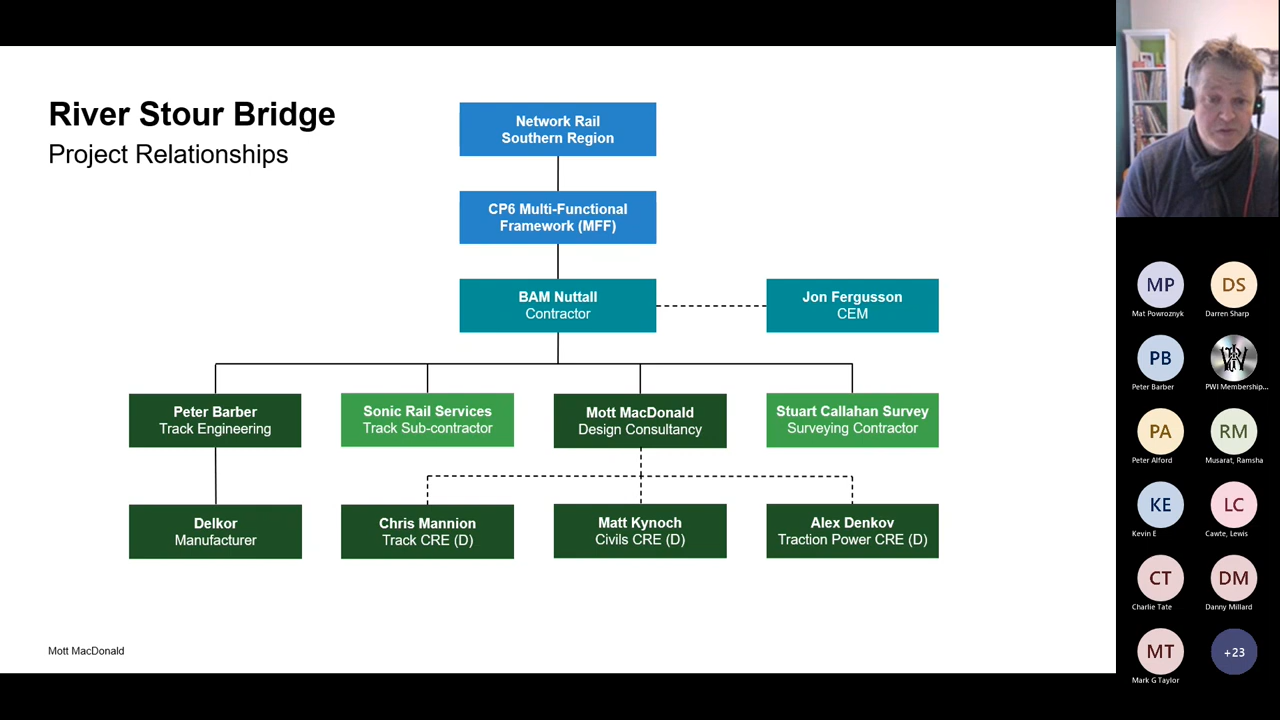 River Stour Bridge
Project Relationships
Network Rail
Southern Region
CP6 Multi-Functional
Framework (MFF)
BAM Nuttall
Contractor
Jon Fergusson
CEM
Peter Barber
Track Engineering
Sonic Rail Services
Track Sub-contractor
Mott MacDonald
Design Consultancy
Stuart Callahan Survey
Surveying Contractor
Delkor
Manufacturer
Chris Mannion
Track CRE (D)
Matt Kynoch
Civils CRE (D)
Alex Denkov
Traction Power CRE (D)
Mott MacDonald
MP
Mat Powroznyk
DS
Darren Sharp
PB
Peter Barber
PWI Membership...
PA
Peter Alford
RM
Musarat, Ramsha
KE
Kevin E
LC
Cawte, Lewis
CT
Charlie Tate
DM
Danny Millard
MT
Mark G Taylor
+23